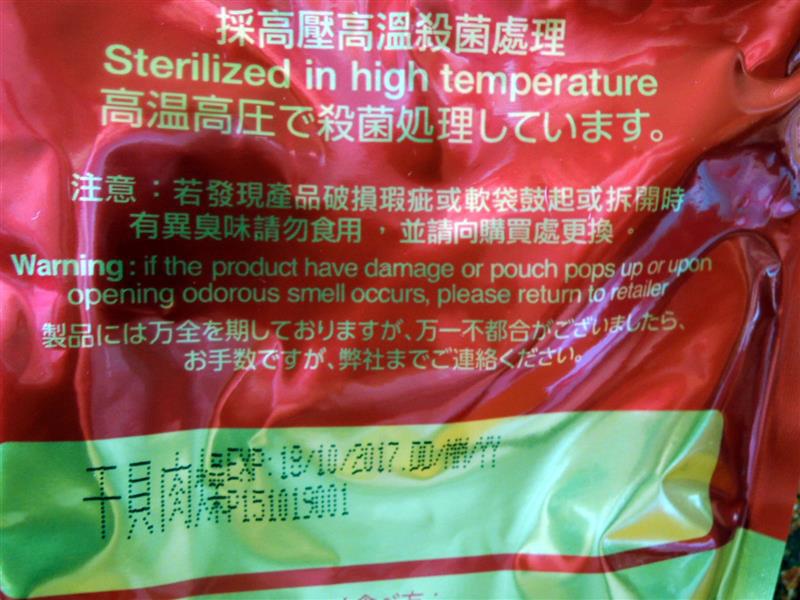 採高壓高溫殺菌處理
Sterilized in high temperature
高温高圧で殺菌処理しています。
注意：若發現產品破損瑕疵或軟袋鼓起或拆開時
有異臭味請勿食用，並請向購買處更換。
Warning: if the product have damage or pouch pops up or upon
opening odorous smell occurs, please return to retailer
製品には万全を期しておりますが、万一不都合がございましたら、
お手数ですが、弊社までご連絡ください。
干貝肉燥 EXP: 19/10/2017.DD/MM/YY
P151019001